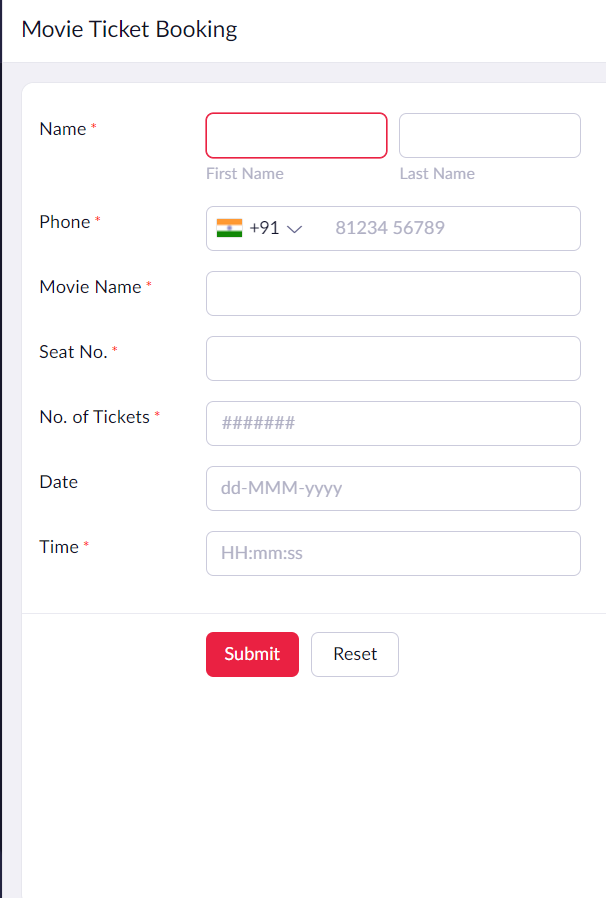 Movie Ticket Booking
Name *
First Name
Last Name
Phone *
+91
81234 56789
Movie Name *
Seat No. *
No. of Tickets *
#######
Date
dd-MMM-yyyy
Time *
HH:mm:ss
Submit
Reset